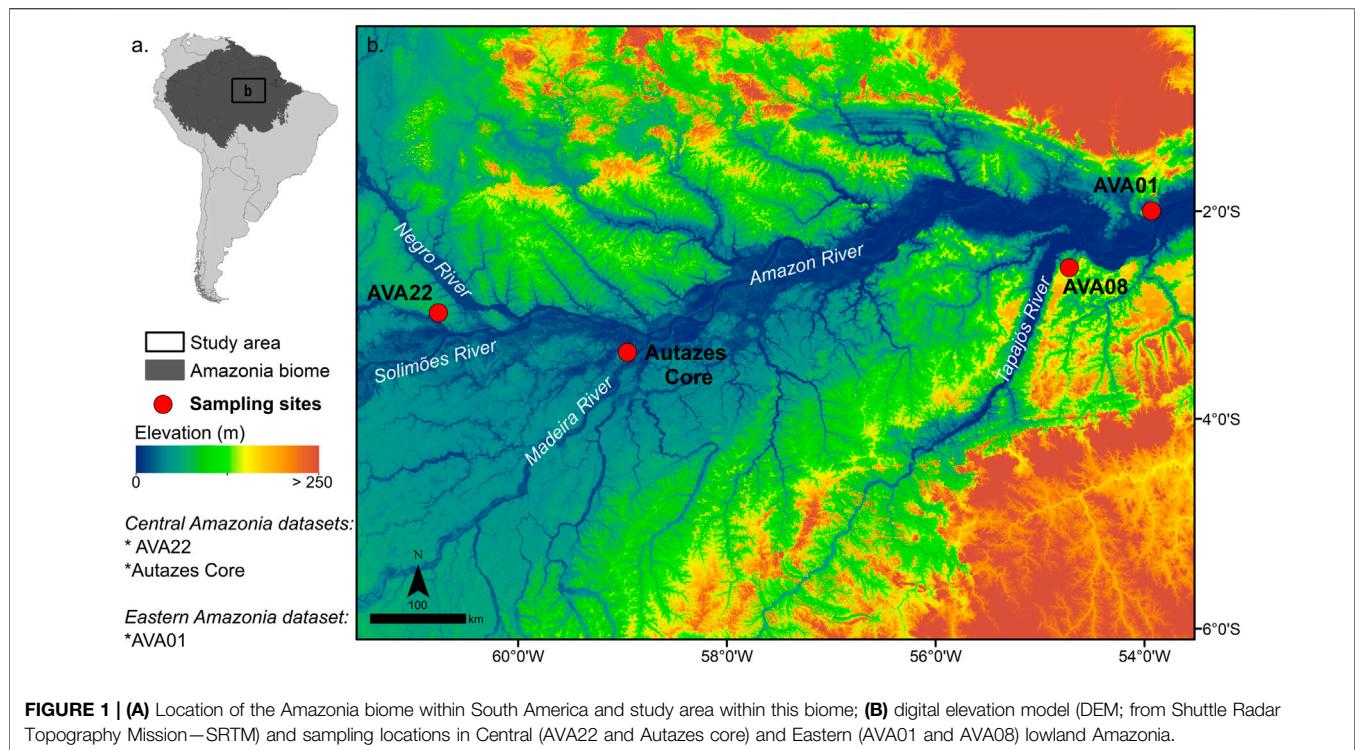 a.
b
b.
Negro River
AVA22
Solimões River
Madeira River
Autazes
Core
Amazon River
Tapajós River
AVA01
AVA08
2°0'S
4°0'S
6°0'S
60°0'W
58°0'W
56°0'W
54°0'W
N
100
km
Study area
Amazonia biome
Sampling sites
Elevation (m)
0
> 250
Central Amazonia datasets:
* AVA22
*Autazes Core
Eastern Amazonia dataset:
*AVA01
FIGURE 1 | (A) Location of the Amazonia biome within South America and study area within this biome; (B) digital elevation model (DEM; from Shuttle Radar
Topography Mission—SRTM) and sampling locations in Central (AVA22 and Autazes core) and Eastern (AVA01 and AVA08) lowland Amazonia.